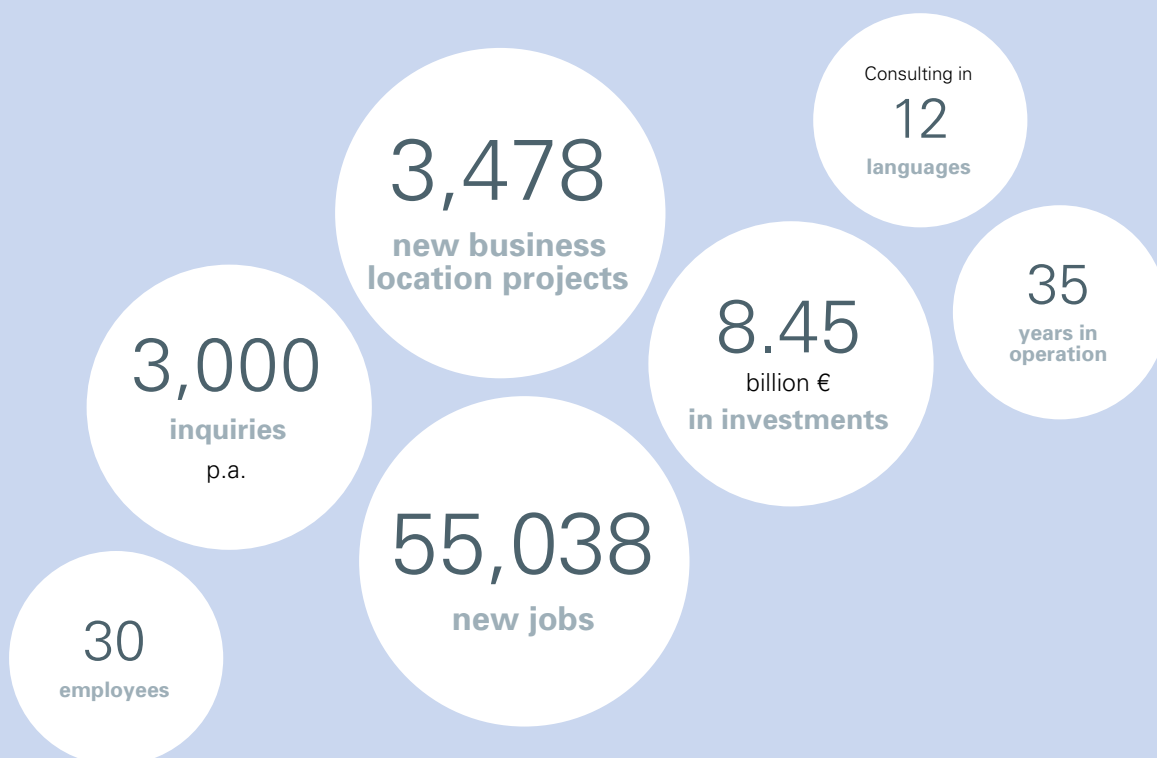 Consulting in
12
languages
3,478
new business
location projects
35
years in
operation
8.45
billion €
in investments
3,000
inquiries
p.a.
55,038
new jobs
30
employees